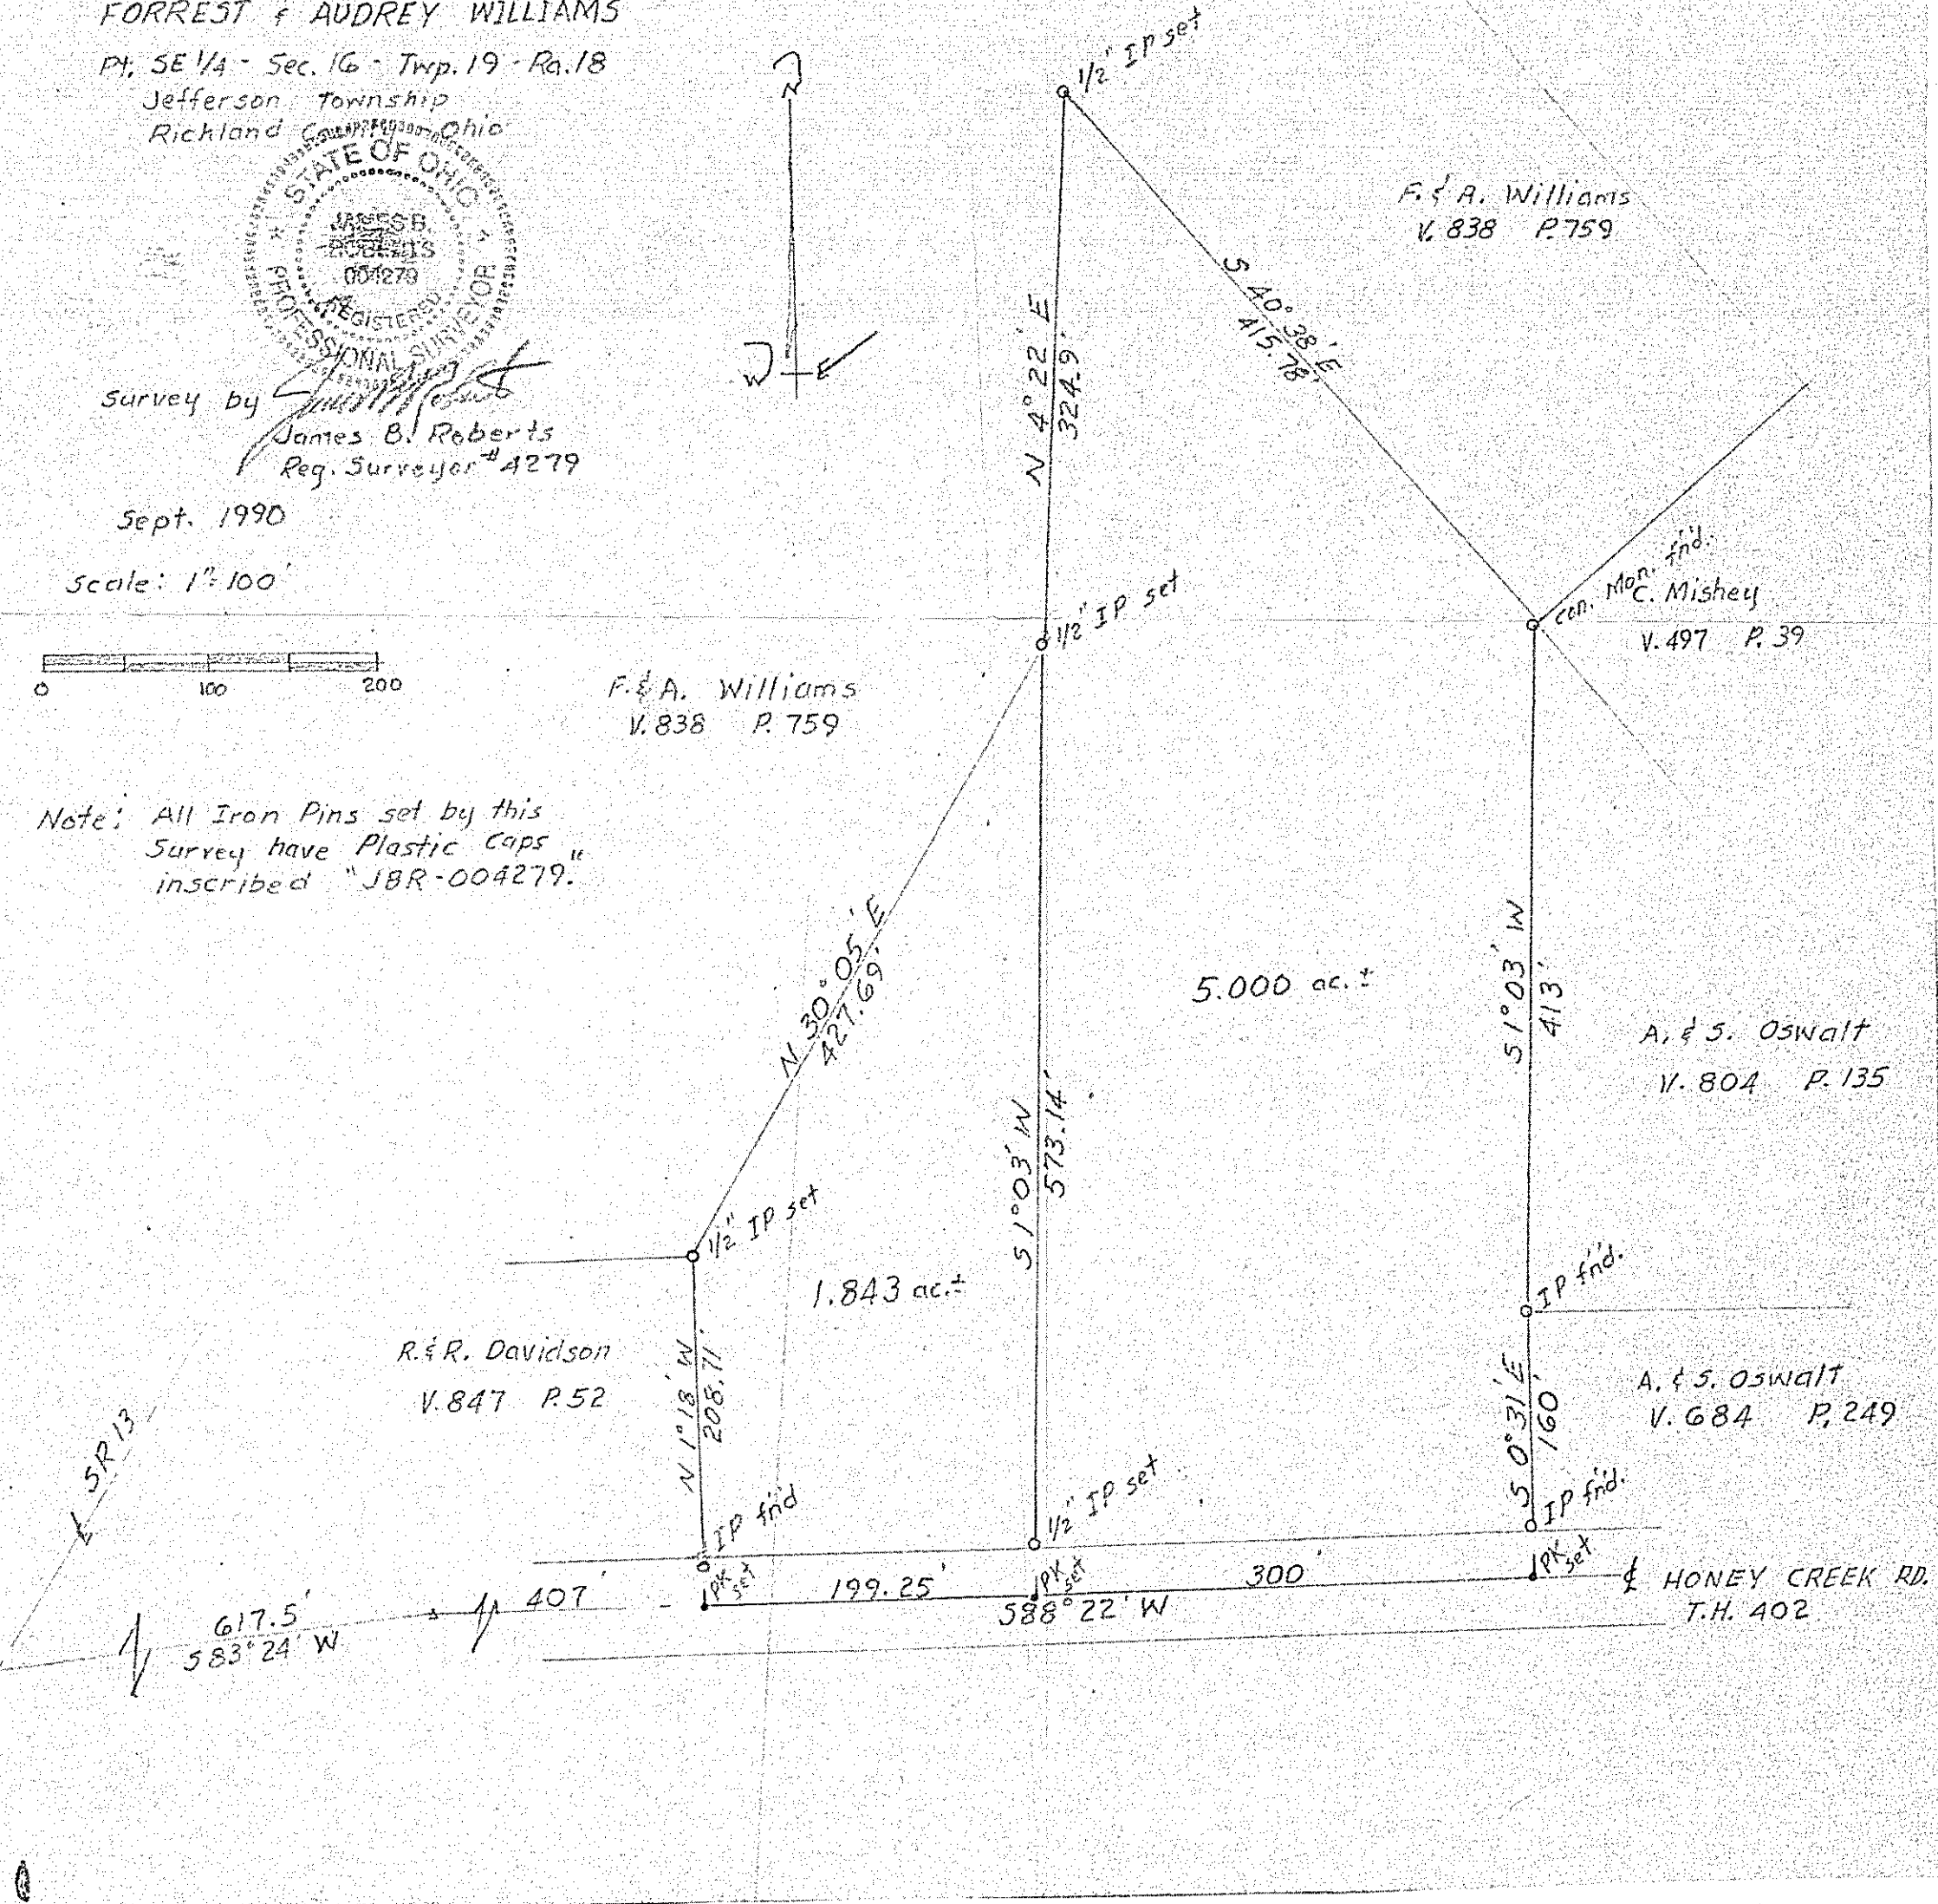 FORREST & AUDREY WILLIAMS
Pt. SE 1/4 - Sec. 16 - Twp. 19 - Ra. 18
Jefferson Township
Richland County - Ohio
STATE OF OHIO
JAMES B.
ROBERTS
004279
REGISTERED
PROFESSIONAL SURVEYOR
Survey by
James B. Roberts
Reg. Surveyor #4279
Sept. 1990
Scale: 1"=100'
0 100 200
Note: All Iron Pins set by this
Survey have Plastic Caps
inscribed "JBR-004279."
N
W E
1/2" IP set
F. & A. Williams
V. 838 P. 759
S 40° 38' E
415.78'
N 4° 22' E
324.9'
1/2" IP set
con. Mon. fnd.
C. Mishey
V. 497 P. 39
F. & A. Williams
V. 838 P. 759
N 30° 05' E
427.69'
5.000 ac. ±
S 1° 03' W
413'
A. & S. Oswalt
V. 804 P. 135
S 1° 03' W
573.14'
1/2" IP set
1.843 ac. ±
IP fnd.
R. & R. Davidson
V. 847 P. 52
N 1° 18' W
208.71'
S 0° 31' E
160'
A. & S. Oswalt
V. 684 P. 249
SR 13
IP fnd
1/2" IP set
IP fnd.
PK set
PK set
PK set
617.5'
S 83° 24' W
407'
199.25'
300'
S 88° 22' W
℄ HONEY CREEK RD.
T.H. 402